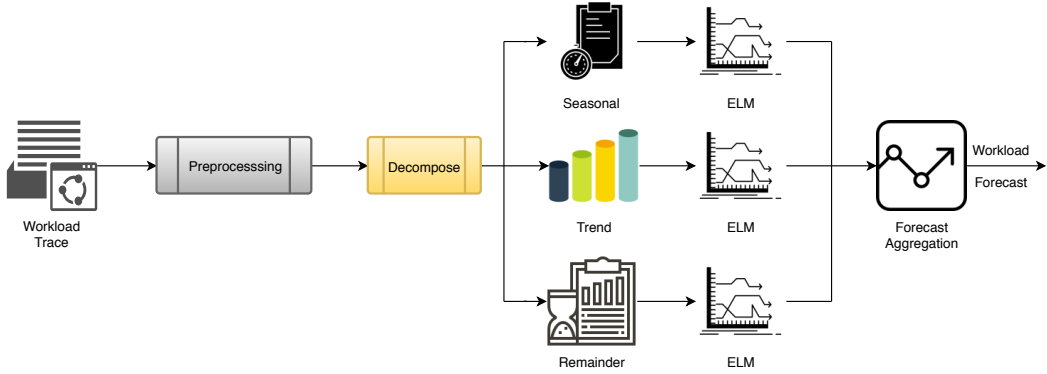 Workload
Trace
Preprocesssing
Decompose
Seasonal
ELM
Trend
ELM
Remainder
ELM
Forecast
Aggregation
Workload
Forecast